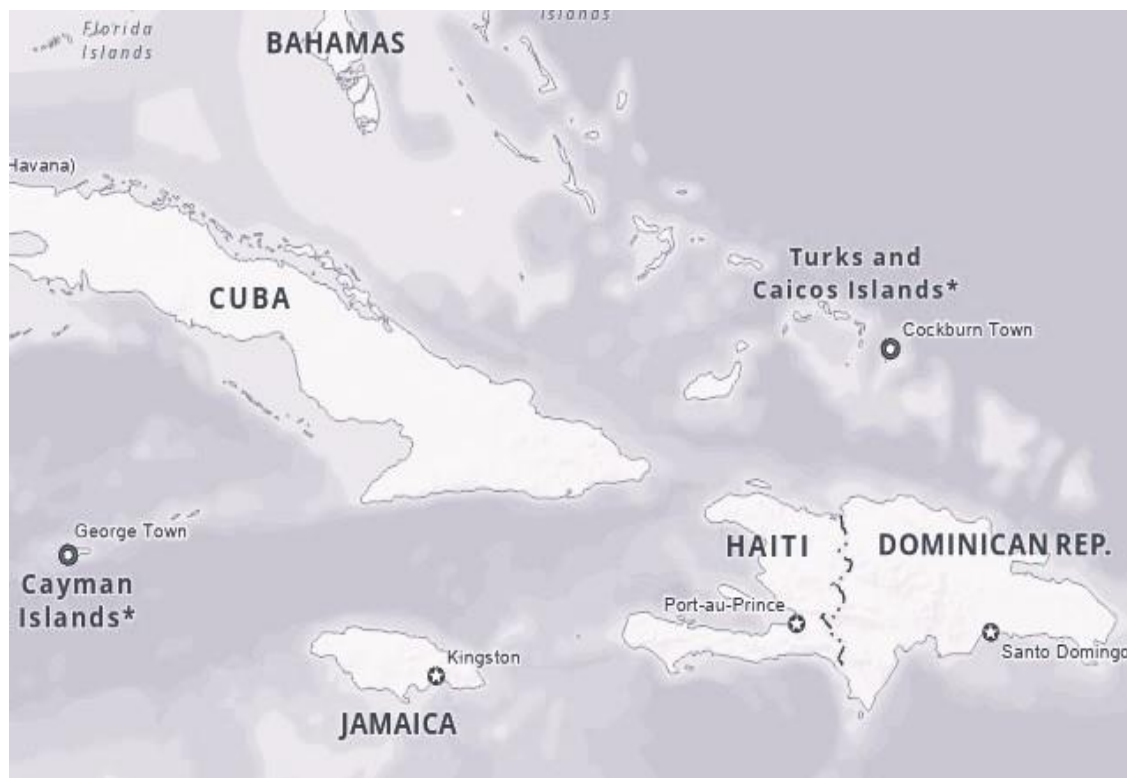 Florida
Islands
Islands
BAHAMAS
Havana)
CUBA
Turks and
Caicos Islands*
Cockburn Town
George Town
Cayman
Islands*
HAITI
DOMINICAN REP.
Port-au-Prince
Kingston
Santo Domingo
JAMAICA